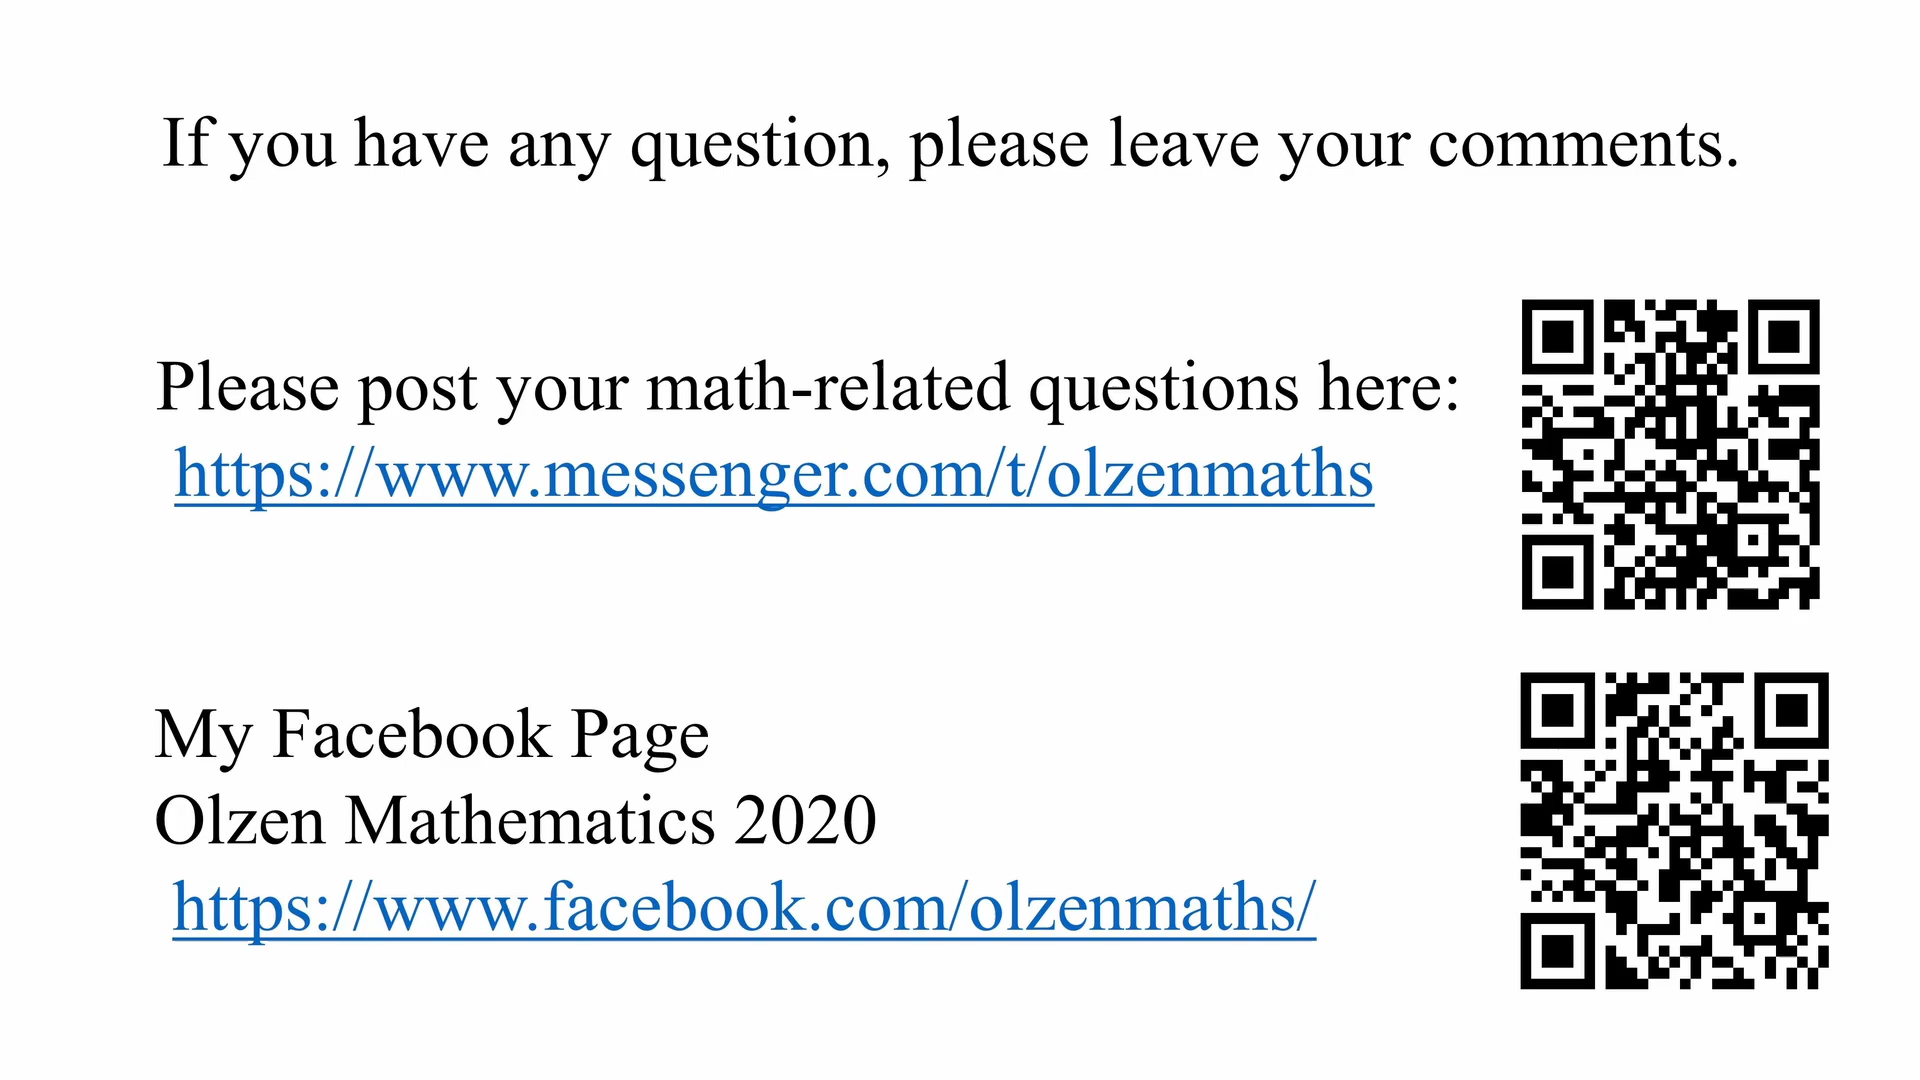 If you have any question, please leave your comments.
Please post your math-related questions here:
https://www.messenger.com/t/olzenmaths
My Facebook Page
Olzen Mathematics 2020
https://www.facebook.com/olzenmaths/